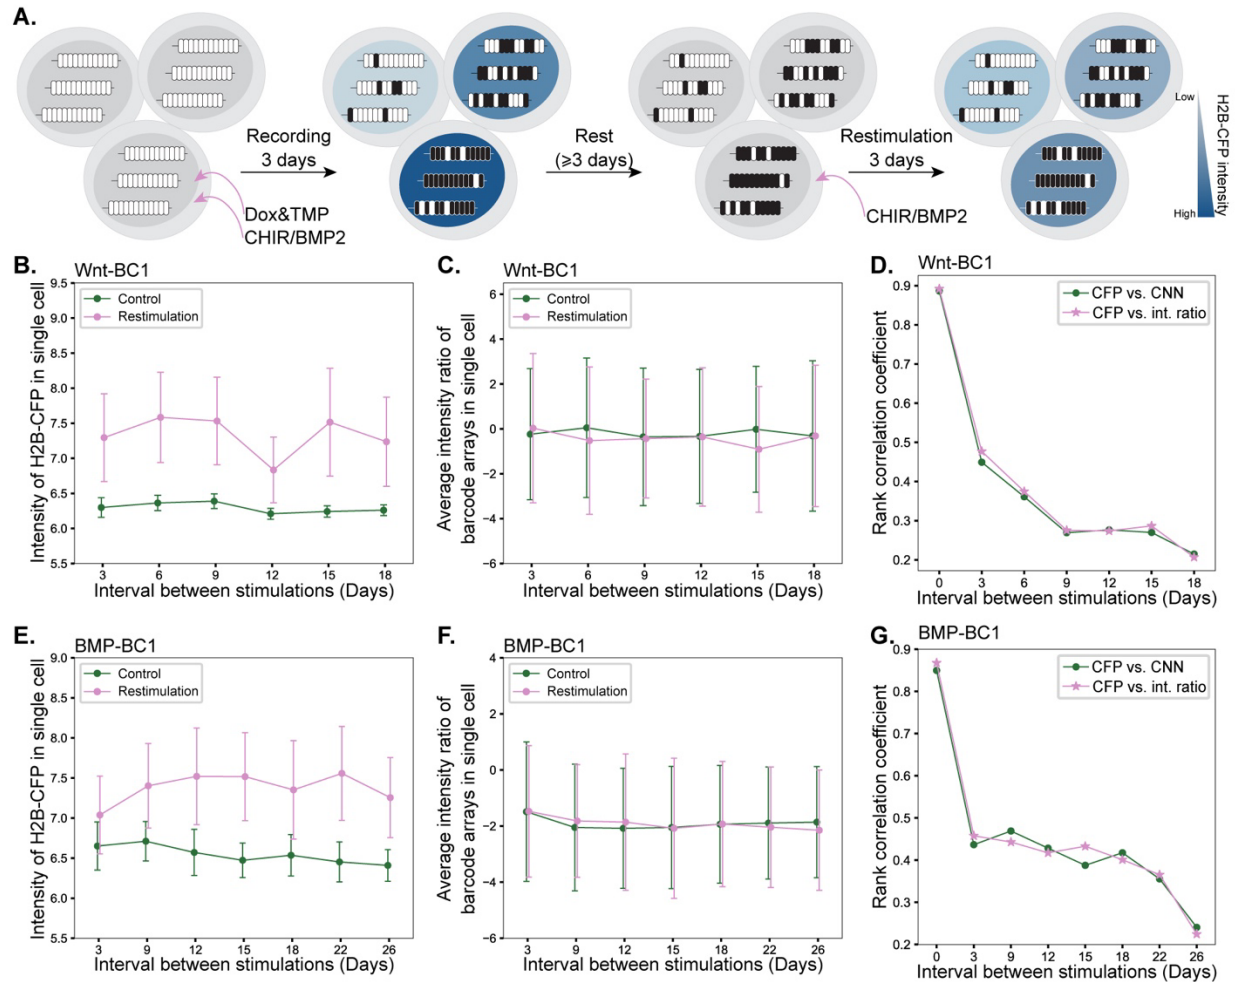 A.
Recording
3 days
Rest
(≥3 days)
Restimulation
3 days
Dox&TMP
CHIR/BMP2
CHIR/BMP2
Low
High
H2B-CFP intensity
B.
Wnt-BC1
Intensity of H2B-CFP in single cell
9.5
9.0
8.5
8.0
7.5
7.0
6.5
6.0
5.5
Control
Restimulation
3 6 9 12 15 18
Interval between stimulations (Days)
C.
Wnt-BC1
Average intensity ratio of
barcode arrays in single cell
6
4
2
0
−2
−4
−6
Control
Restimulation
3 6 9 12 15 18
Interval between stimulations (Days)
D.
Wnt-BC1
Rank correlation coefficient
0.9
0.8
0.7
0.6
0.5
0.4
0.3
0.2
CFP vs. CNN
CFP vs. int. ratio
0 3 6 9 12 15 18
Interval between stimulations (Days)
E.
BMP-BC1
Intensity of H2B-CFP in single cell
9.0
8.5
8.0
7.5
7.0
6.5
6.0
5.5
Control
Restimulation
3 9 12 15 18 22 26
Interval between stimulations (Days)
F.
BMP-BC1
Average intensity ratio of
barcode arrays in single cell
4
2
0
−2
−4
−6
Control
Restimulation
3 9 12 15 18 22 26
Interval between stimulations (Days)
G.
BMP-BC1
Rank correlation coefficient
0.9
0.8
0.7
0.6
0.5
0.4
0.3
0.2
CFP vs. CNN
CFP vs. int. ratio
0 3 9 12 15 18 22 26
Interval between stimulations (Days)